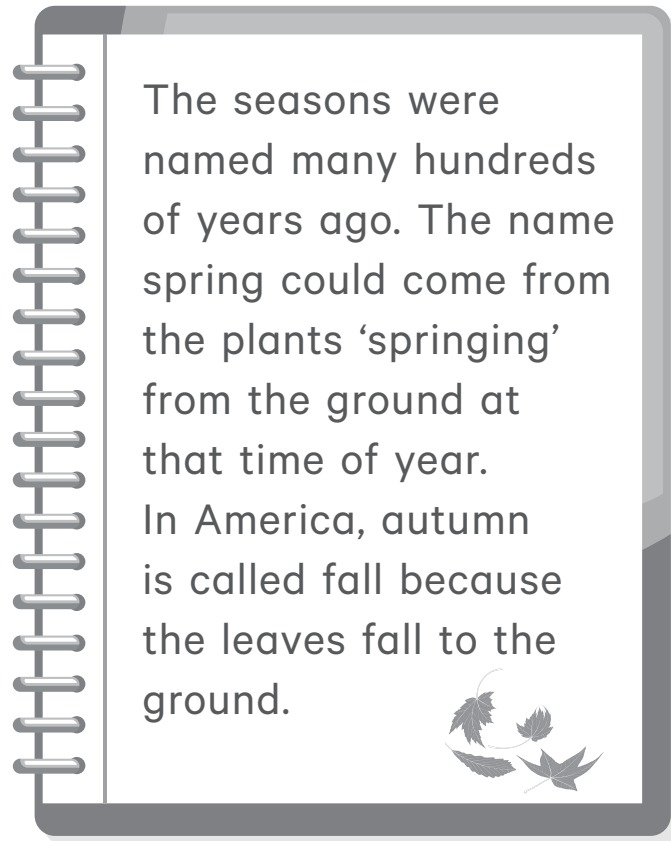 The seasons were
named many hundreds
of years ago. The name
spring could come from
the plants ‘springing’
from the ground at
that time of year.
In America, autumn
is called fall because
the leaves fall to the
ground.